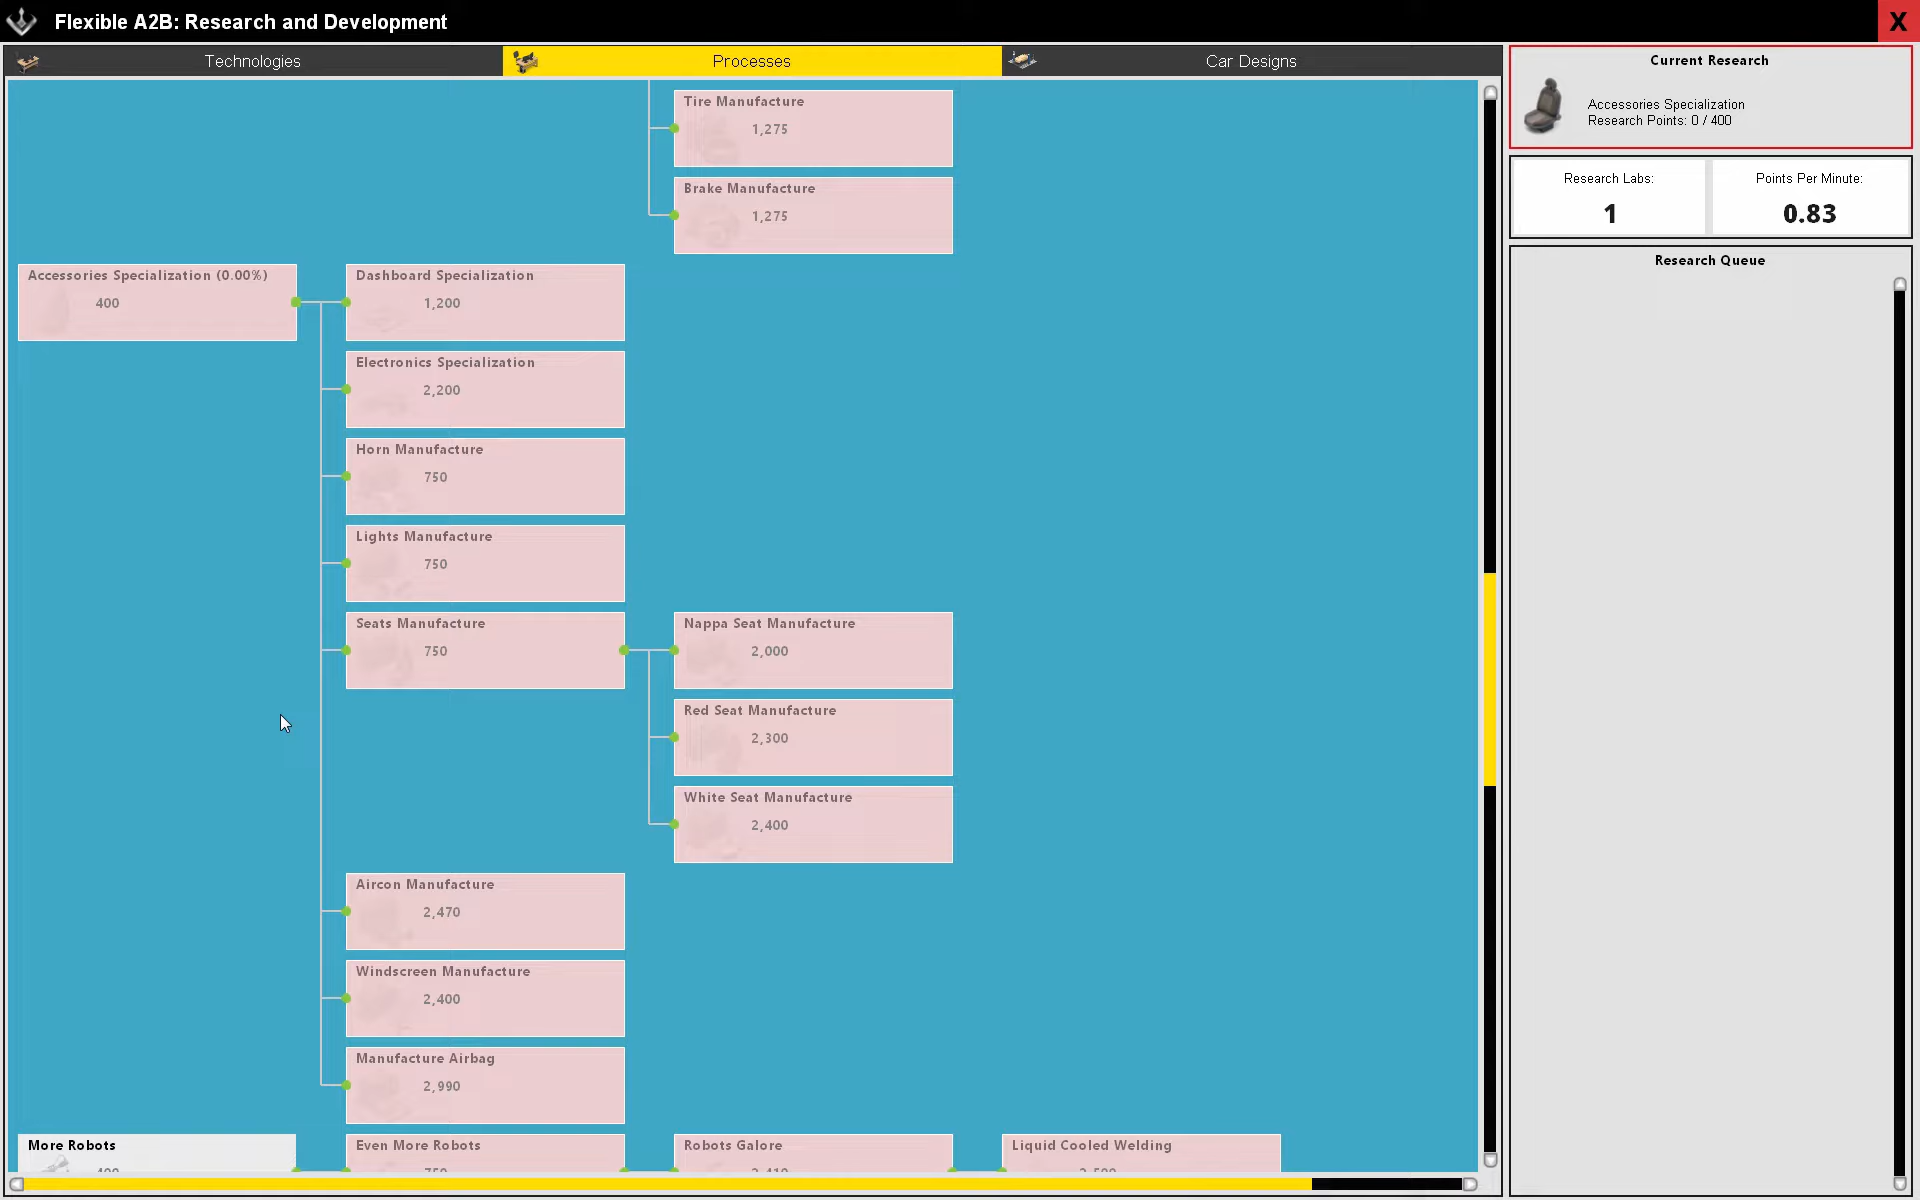 Flexible A2B: Research and Development
X
Technologies
Processes
Car Designs
Tire Manufacture
1,275
Brake Manufacture
1,275
Accessories Specialization (0.00%)
400
Dashboard Specialization
1,200
Electronics Specialization
2,200
Horn Manufacture
750
Lights Manufacture
750
Seats Manufacture
750
Nappa Seat Manufacture
2,000
Red Seat Manufacture
2,300
White Seat Manufacture
2,400
Aircon Manufacture
2,470
Windscreen Manufacture
2,400
Manufacture Airbag
2,990
More Robots
Even More Robots
Robots Galore
Liquid Cooled Welding
Current Research
Accessories Specialization
Research Points: 0 / 400
Research Labs:
1
Points Per Minute:
0.83
Research Queue